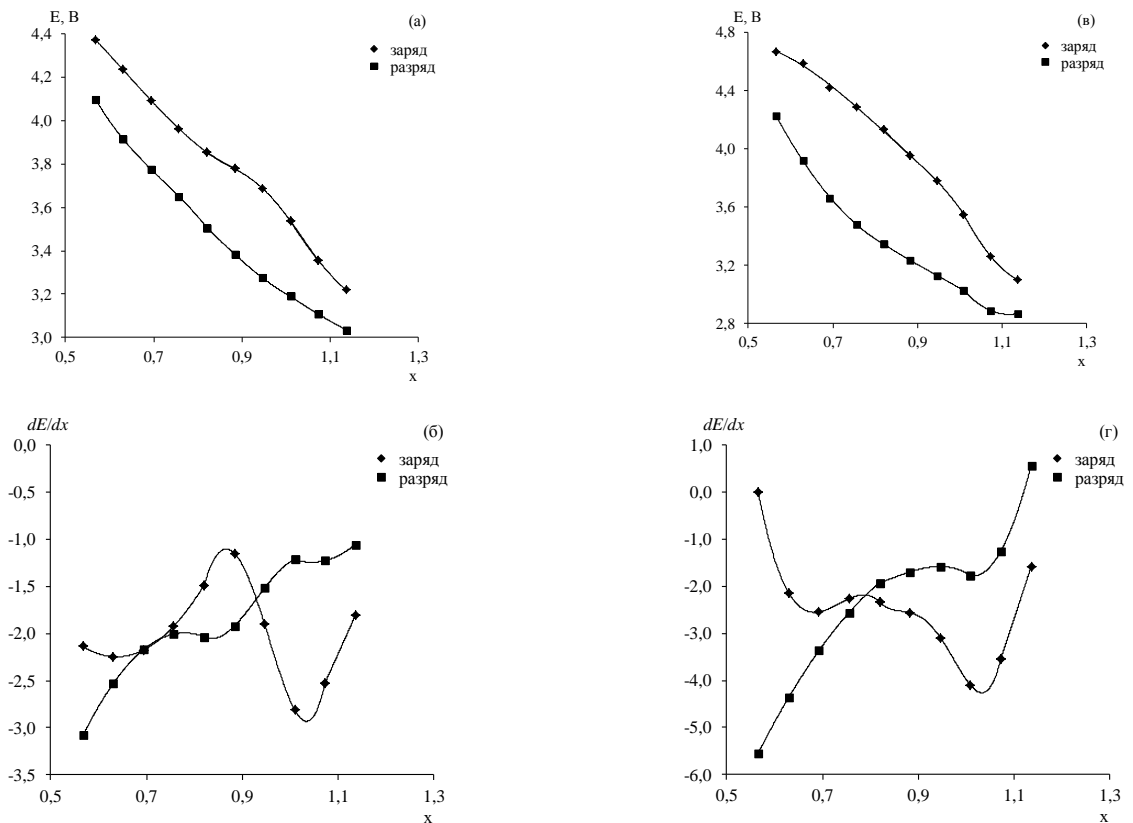 E, В
(а)
заряд
разряд
4,4
4,2
4,0
3,8
3,6
3,4
3,2
3,0
0,5 0,7 0,9 1,1 1,3
x
E, В
(в)
заряд
разряд
4,8
4,4
4,0
3,6
3,2
2,8
0,5 0,7 0,9 1,1 1,3
x
dE/dx
(б)
заряд
разряд
0,0
-0,5
-1,0
-1,5
-2,0
-2,5
-3,0
-3,5
0,5 0,7 0,9 1,1 1,3
x
dE/dx
(г)
заряд
разряд
1,0
0,0
-1,0
-2,0
-3,0
-4,0
-5,0
-6,0
0,5 0,7 0,9 1,1 1,3
x